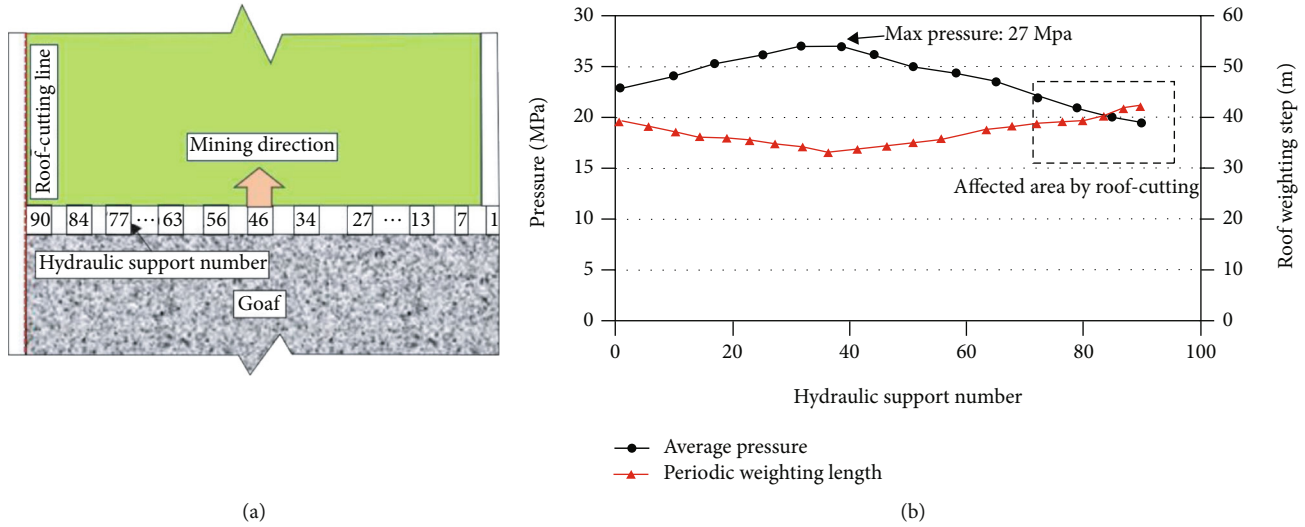 Roof-cutting line
Mining direction
90 84 77 ··· 63 56 46 34 27 ··· 13 7 1
Hydraulic support number
Goaf
(a)
30
35
20
15
10
5
0
Pressure (MPa)
Max pressure: 27 Mpa
Affected area by roof-cutting
60
50
40
30
20
10
0
Roof weighting step (m)
0 20 40 60 80 100
Hydraulic support number
Average pressure
Periodic weighting length
(b)